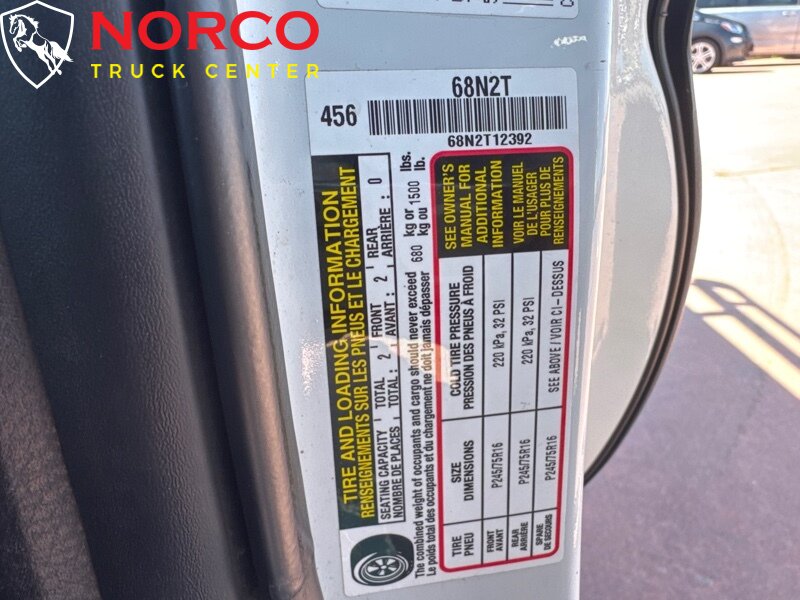 NORCO
TRUCK CENTER
68N2T
456
68N2T12392
TIRE AND LOADING INFORMATION
RENSEIGNEMENTS SUR LES PNEUS ET LE CHARGEMENT
SEATING CAPACITY TOTAL 2 FRONT 2 REAR 0
NOMBRE DE PLACES TOTAL: AVANT: ARRIÈRE:
The combined weight of occupants and cargo should never exceed 680 kg or 1500 lbs.
Le poids total des occupants et du chargement ne doit jamais dépasser kg ou lb.
TIRE SIZE COLD TIRE PRESSURE
PNEU DIMENSIONS PRESSION DES PNEUS À FROID
FRONT P245/75R16 220 kPa, 32 PSI
AVANT
REAR P245/75R16 220 kPa, 32 PSI
ARRIÈRE
SPARE P245/75R16 SEE ABOVE / VOIR CI-DESSUS
DE SECOURS
SEE OWNER'S
MANUAL FOR
ADDITIONAL
INFORMATION
VOIR LE MANUEL
DE L'USAGER
POUR PLUS DE
RENSEIGNEMENTS